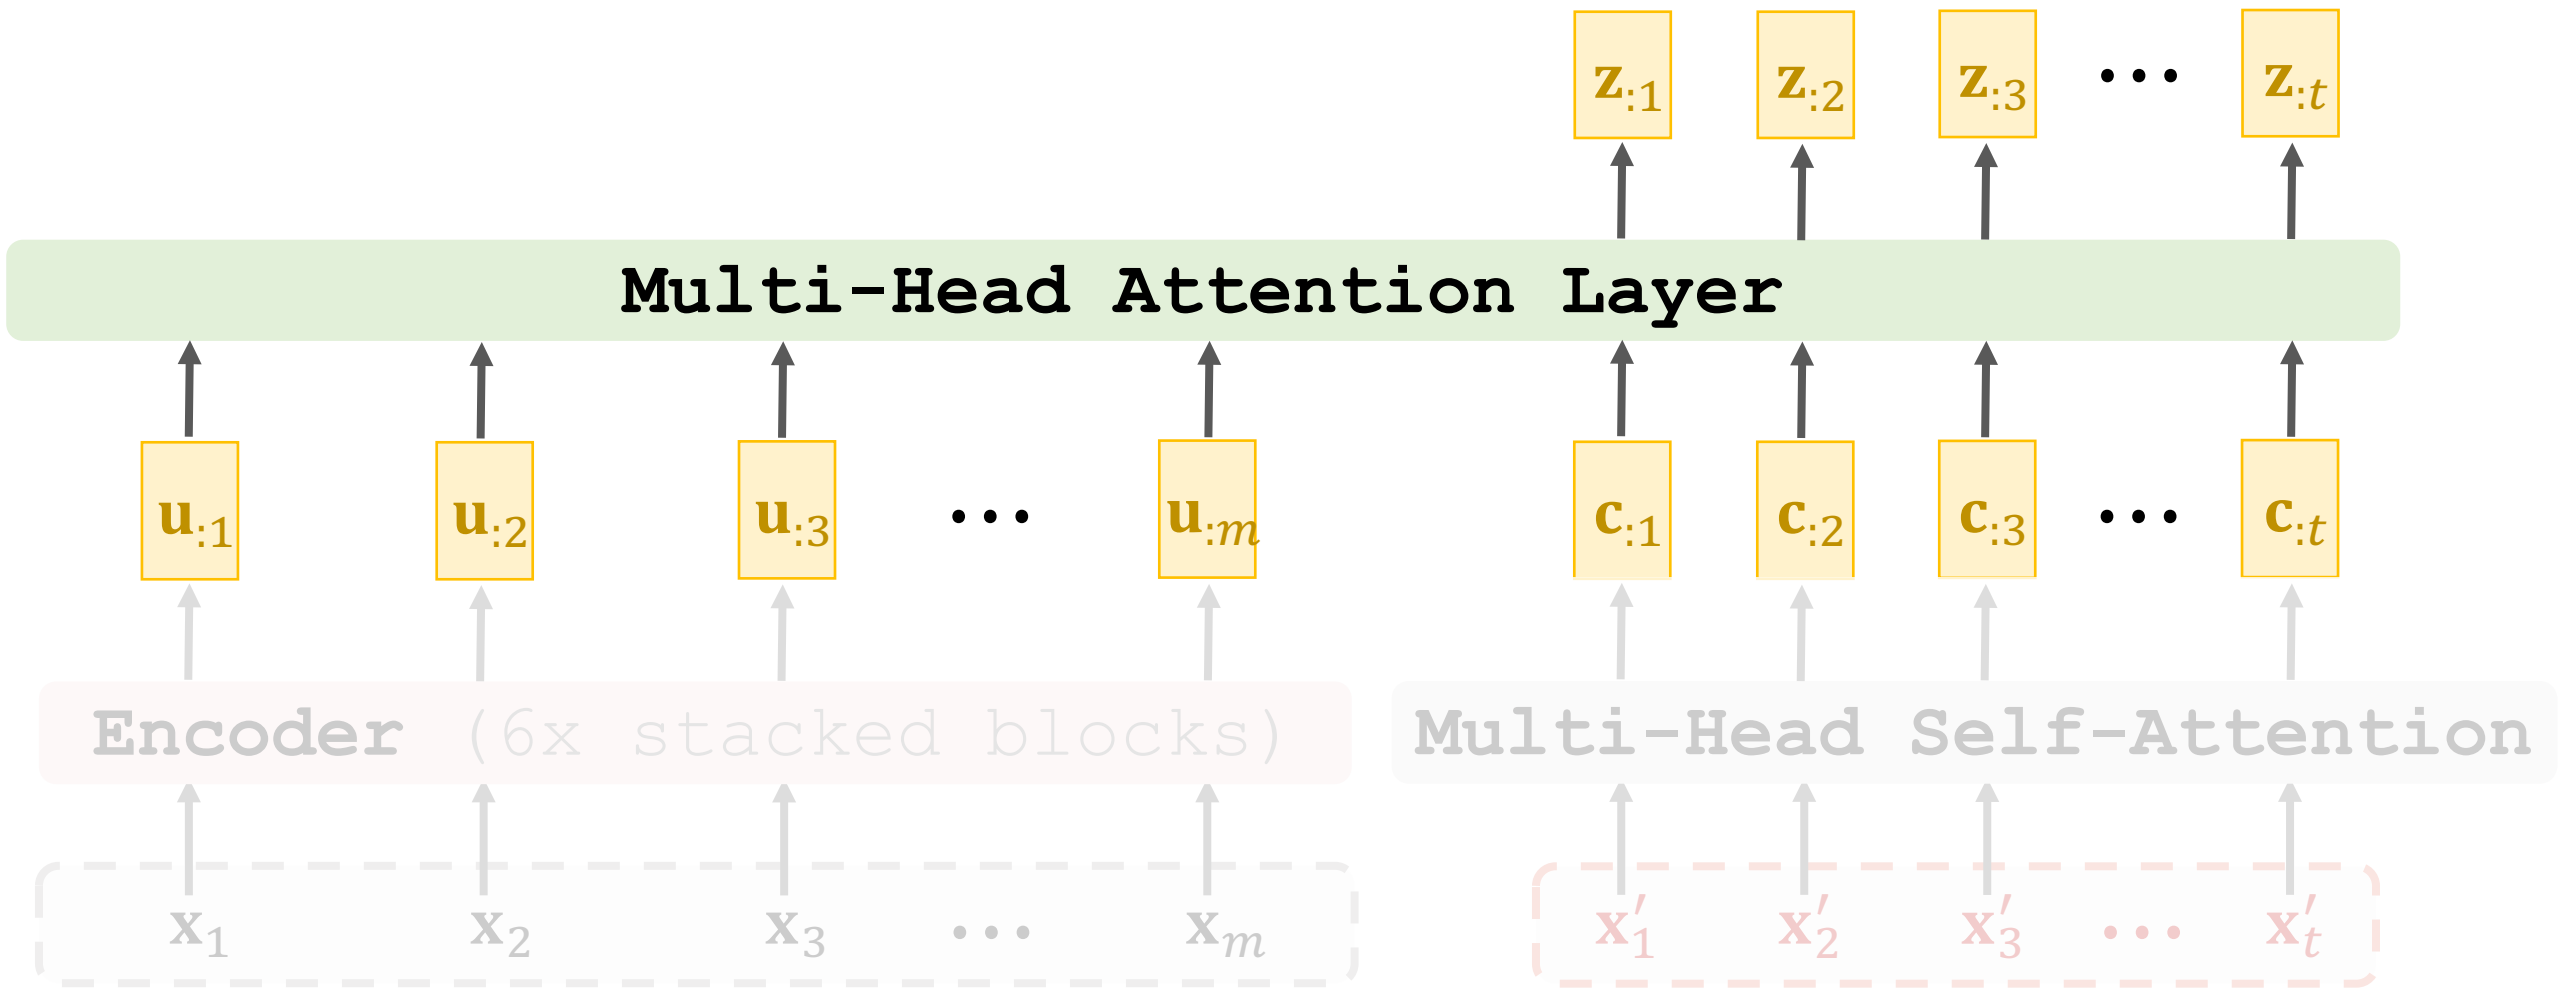 z:1 z:2 z:3 ••• z:t
Multi-Head Attention Layer
u:1 u:2 u:3 ••• u:m c:1 c:2 c:3 ••• c:t
Encoder (6x stacked blocks) Multi-Head Self-Attention
x1 x2 x3 ••• xm x′1 x′2 x′3 ••• x′t